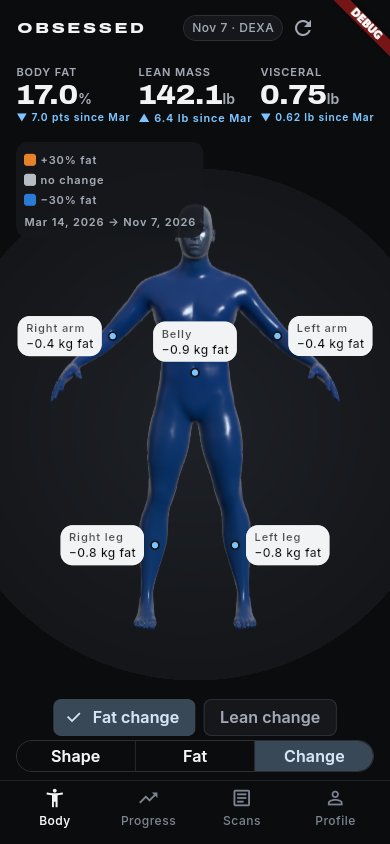 OBSESSED
Nov 7 · DEXA
DEBUG
BODY FAT
17.0%
▼ 7.0 pts since Mar
LEAN MASS
142.1lb
▲ 6.4 lb since Mar
VISCERAL
0.75lb
▼ 0.62 lb since Mar
+30% fat
no change
−30% fat
Mar 14, 2026 → Nov 7, 2026
Right arm
−0.4 kg fat
Belly
−0.9 kg fat
Left arm
−0.4 kg fat
Right leg
−0.8 kg fat
Left leg
−0.8 kg fat
Fat change
Lean change
Shape
Fat
Change
Body
Progress
Scans
Profile